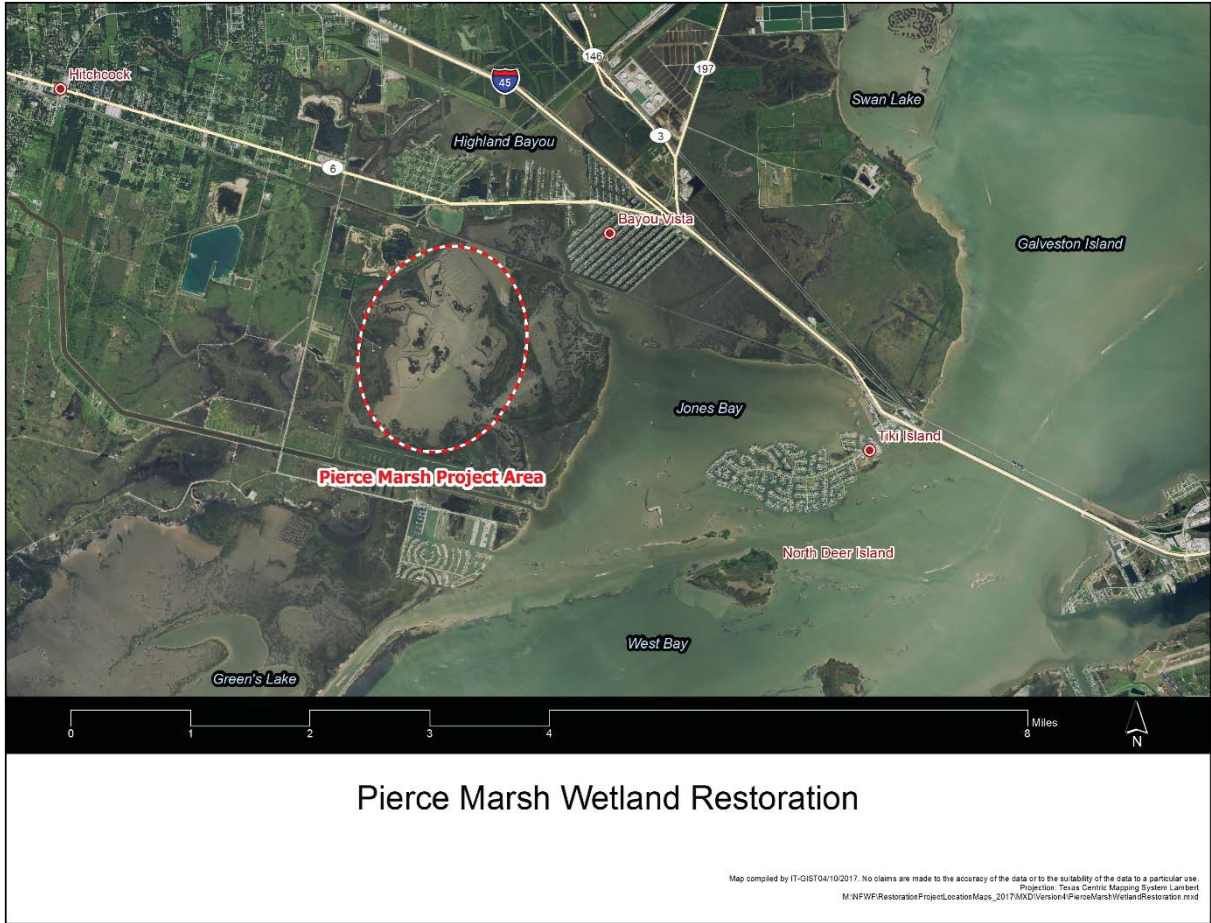 146
197
Hitchcock
45
Swan Lake
3
Highland Bayou
6
Bayou Vista
Galveston Island
Jones Bay
Tiki Island
Pierce Marsh Project Area
North Deer Island
West Bay
Green's Lake
0 1 2 3 4 8 Miles
N
Pierce Marsh Wetland Restoration
Map compiled by IT-GIST04/10/2017. No claims are made to the accuracy of the data or to the suitability of the data to a particular use.
Projection: Texas Centric Mapping System Lambert
M:\NFWF\RestorationProjectLocationMaps_2017\MXD\Version4\PierceMarshWetlandRestoration.mxd